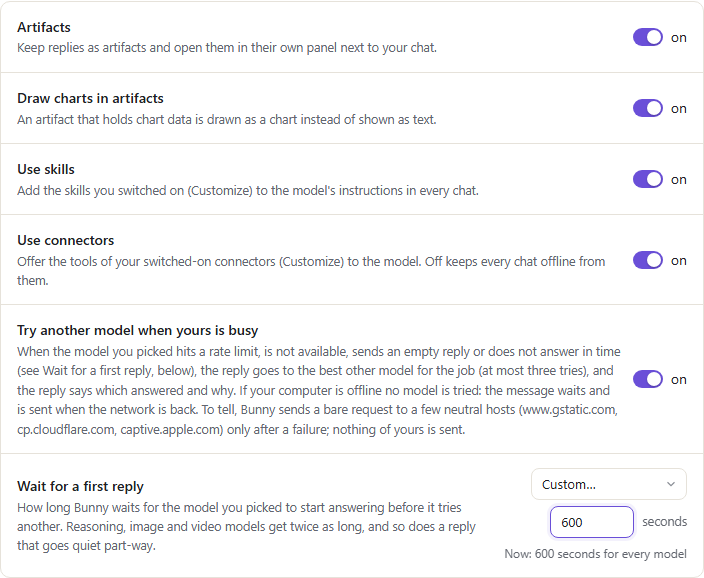 Artifacts
Keep replies as artifacts and open them in their own panel next to your chat.
on
Draw charts in artifacts
An artifact that holds chart data is drawn as a chart instead of shown as text.
on
Use skills
Add the skills you switched on (Customize) to the model's instructions in every chat.
on
Use connectors
Offer the tools of your switched-on connectors (Customize) to the model. Off keeps every chat offline from
them.
on
Try another model when yours is busy
When the model you picked hits a rate limit, is not available, sends an empty reply or does not answer in time
(see Wait for a first reply, below), the reply goes to the best other model for the job (at most three tries), and
the reply says which answered and why. If your computer is offline no model is tried: the message waits and
is sent when the network is back. To tell, Bunny sends a bare request to a few neutral hosts (www.gstatic.com,
cp.cloudflare.com, captive.apple.com) only after a failure; nothing of yours is sent.
on
Wait for a first reply
How long Bunny waits for the model you picked to start answering before it tries
another. Reasoning, image and video models get twice as long, and so does a reply
that goes quiet part-way.
Custom...
600
seconds
Now: 600 seconds for every model